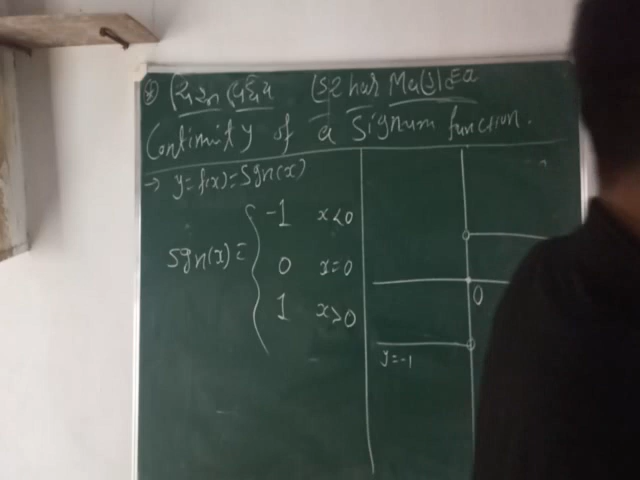 Continuity of a Signum function.
→ y=f(x)=Sgn(x)
-1 x<0
Sgn(x)= 0 x=0
1 x>0
0
y=-1